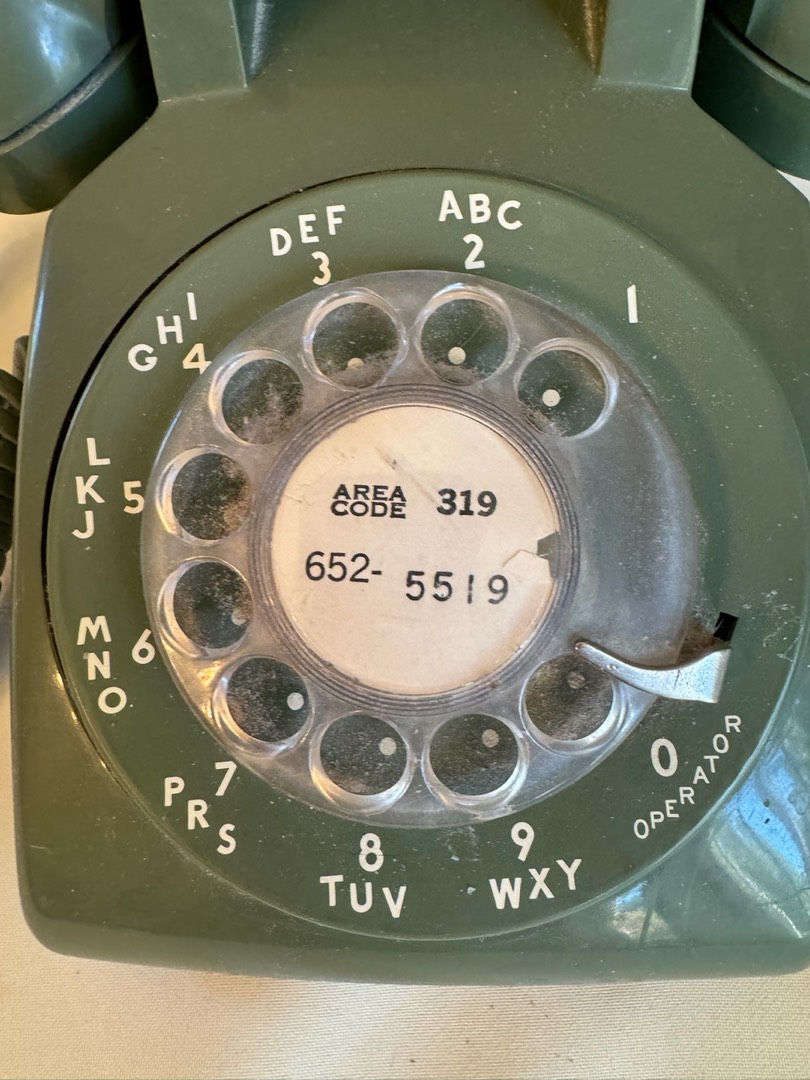 ABC
2
DEF
3
1
GHI
4
AREA CODE 319
652-5519
LKJ
5
MNO
6
7
PRS
8
TUV
9
WXY
0
OPERATOR